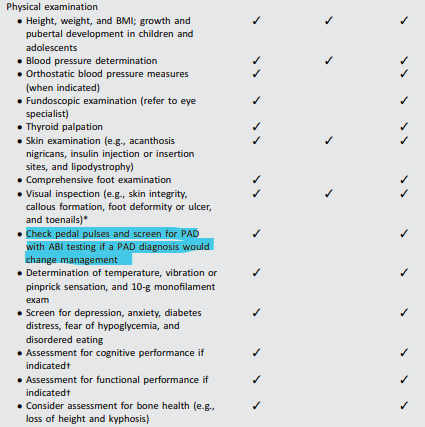 Physical examination
• Height, weight, and BMI; growth and ✓ ✓ ✓
pubertal development in children and
adolescents
• Blood pressure determination ✓ ✓ ✓
• Orthostatic blood pressure measures ✓ ✓
(when indicated)
• Fundoscopic examination (refer to eye ✓ ✓
specialist)
• Thyroid palpation ✓ ✓
• Skin examination (e.g., acanthosis ✓ ✓ ✓
nigricans, insulin injection or insertion
sites, and lipodystrophy)
• Comprehensive foot examination ✓ ✓
• Visual inspection (e.g., skin integrity, ✓ ✓ ✓
callous formation, foot deformity or ulcer,
and toenails)*
• Check pedal pulses and screen for PAD ✓ ✓
with ABI testing if a PAD diagnosis would
change management
• Determination of temperature, vibration or ✓ ✓
pinprick sensation, and 10-g monofilament
exam
• Screen for depression, anxiety, diabetes ✓ ✓
distress, fear of hypoglycemia, and
disordered eating
• Assessment for cognitive performance if ✓ ✓
indicated†
• Assessment for functional performance if ✓ ✓
indicated†
• Consider assessment for bone health (e.g., ✓ ✓
loss of height and kyphosis)